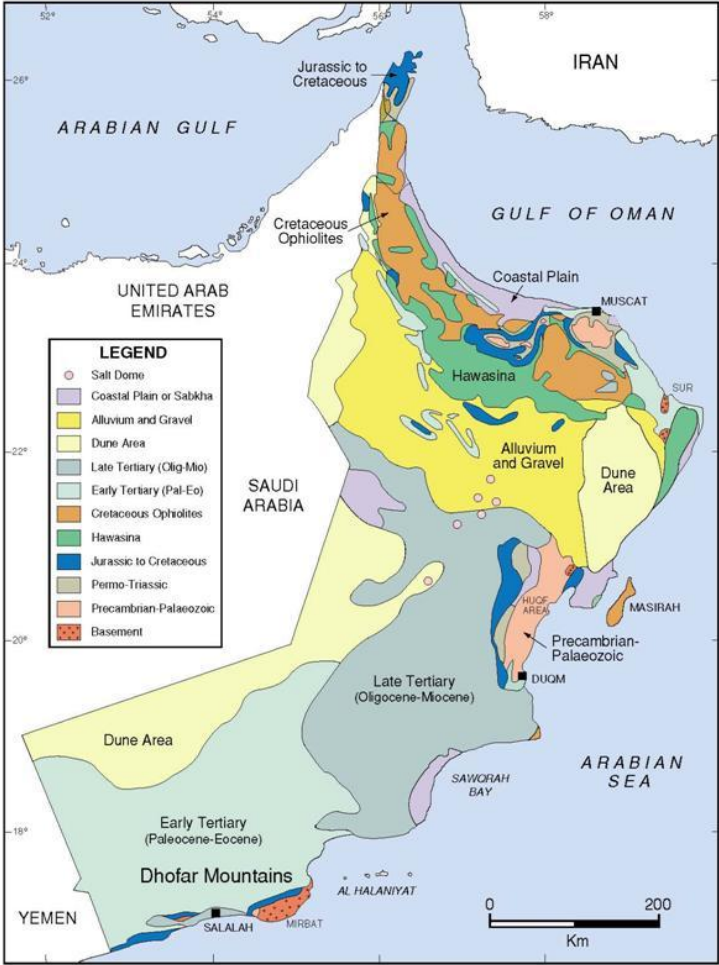 52°
54°
56°
58°
Jurassic to
Cretaceous
IRAN
26°
ARABIAN GULF
Cretaceous
Ophiolites
GULF OF OMAN
24°
Coastal Plain
UNITED ARAB
EMIRATES
MUSCAT
LEGEND
Salt Dome
Coastal Plain or Sabkha
Alluvium and Gravel
Dune Area
Late Tertiary (Olig-Mio)
Early Tertiary (Pal-Eo)
Cretaceous Ophiolites
Hawasina
Jurassic to Cretaceous
Permo-Triassic
Precambrian-Palaeozoic
Basement
Hawasina
SUR
22°
Alluvium
and Gravel
Dune
Area
SAUDI
ARABIA
HUQF
AREA
MASIRAH
20°
Precambrian-
Palaeozoic
DUQM
Late Tertiary
(Oligocene-Miocene)
Dune Area
ARABIAN
SEA
SAWQRAH
BAY
18°
Early Tertiary
(Paleocene-Eocene)
Dhofar Mountains
AL HALANIYAT
YEMEN
SALALAH
MIRBAT
0
200
Km